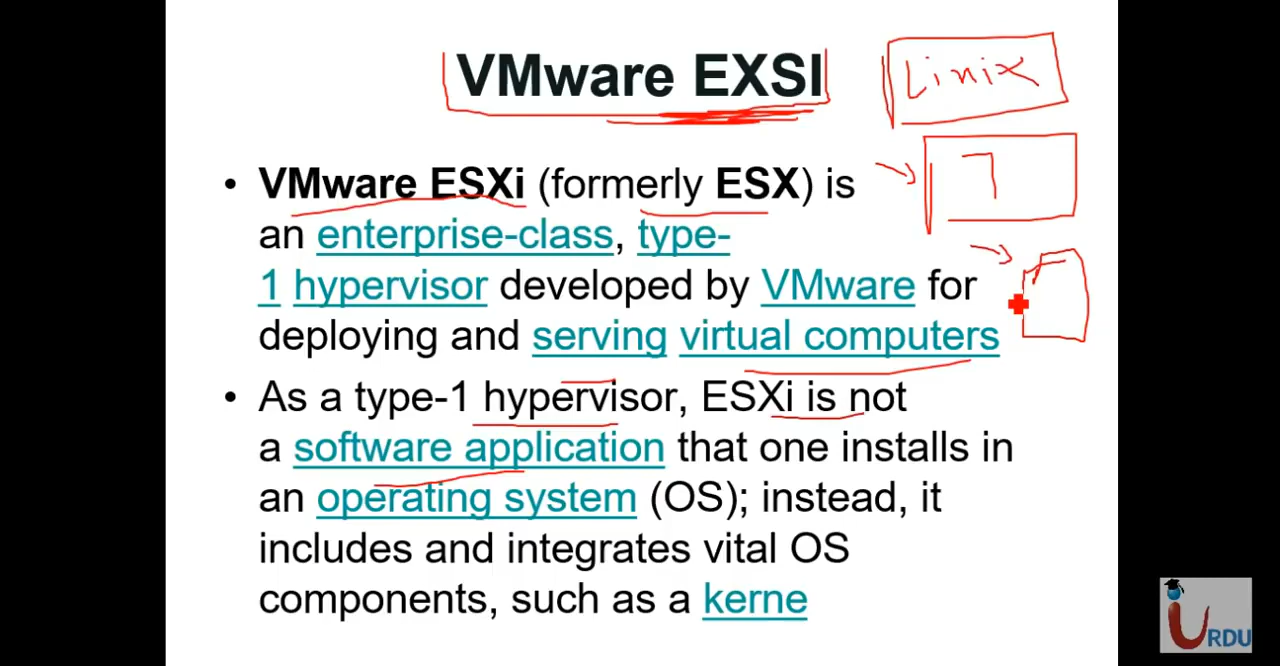 VMware EXSI
Linix
7
• VMware ESXi (formerly ESX) is
an enterprise-class, type-
1 hypervisor developed by VMware for
deploying and serving virtual computers
• As a type-1 hypervisor, ESXi is not
a software application that one installs in
an operating system (OS); instead, it
includes and integrates vital OS
components, such as a kerne
iURDU